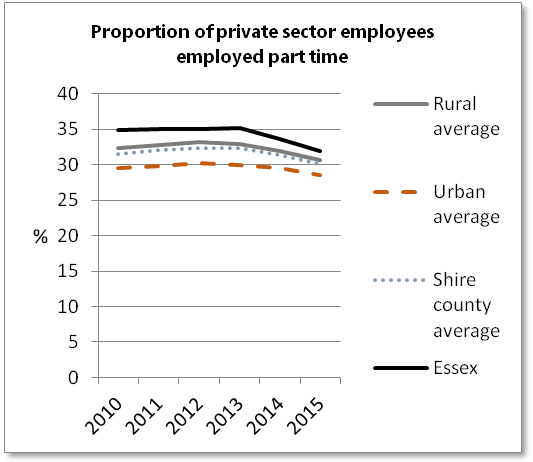 Proportion of private sector employees
employed part time
40
35
30
25
20
15
10
5
0
%
2010
2011
2012
2013
2014
2015
Rural
average
Urban
average
Shire
county
average
Essex